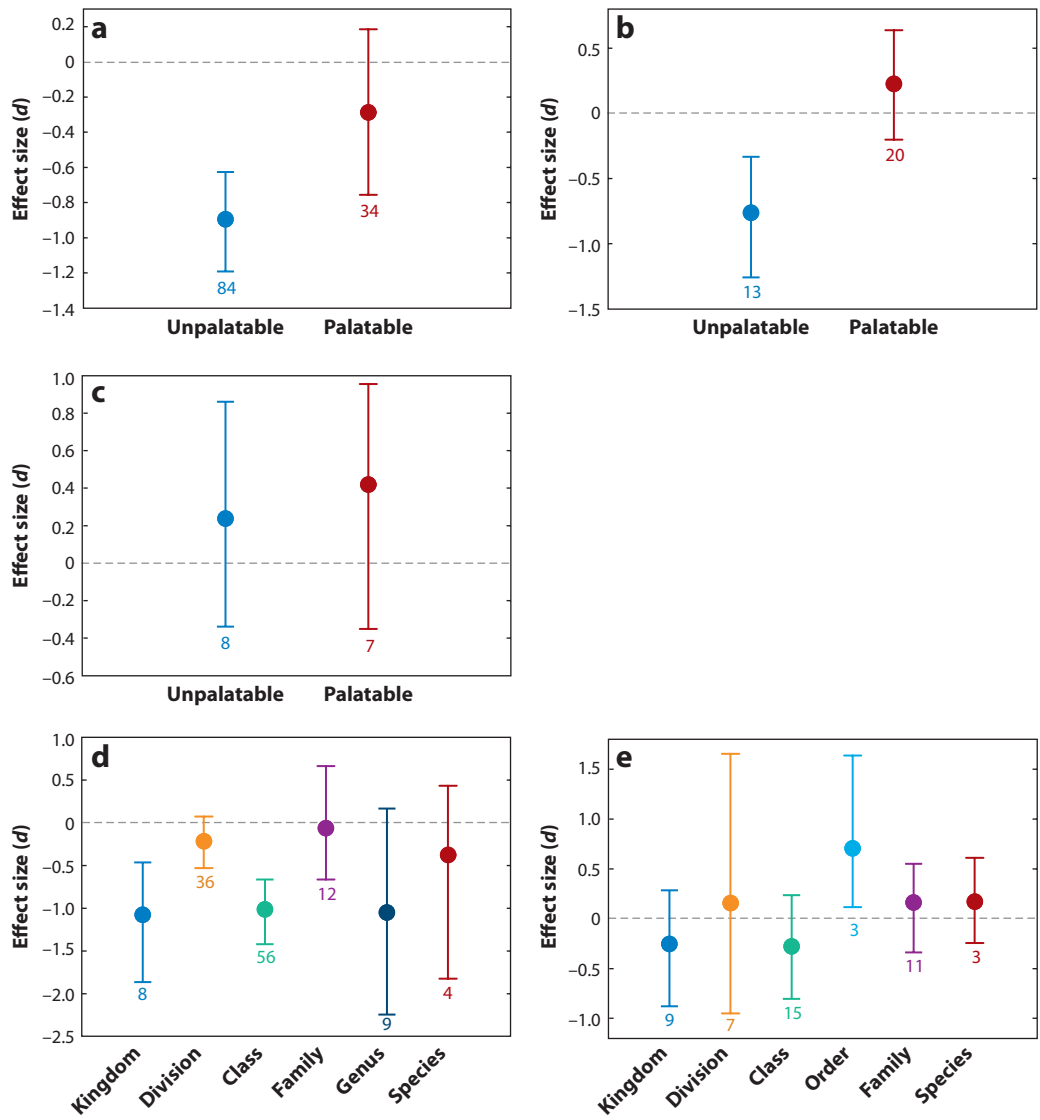 a
Effect size (d)
0.2
0
–0.2
–0.4
–0.6
–0.8
–1.0
–1.2
–1.4
84
34
Unpalatable Palatable
b
Effect size (d)
0.5
0
–0.5
–1.0
–1.5
13
20
Unpalatable Palatable
c
Effect size (d)
1.0
0.8
0.6
0.4
0.2
0
–0.2
–0.4
–0.6
8
7
Unpalatable Palatable
d
Effect size (d)
1.0
0.5
0
–0.5
–1.0
–1.5
–2.0
–2.5
8
36
56
12
9
4
Kingdom
Division
Class
Family
Genus
Species
e
Effect size (d)
1.5
1.0
0.5
0
–0.5
–1.0
9
7
15
3
11
3
Kingdom
Division
Class
Order
Family
Species